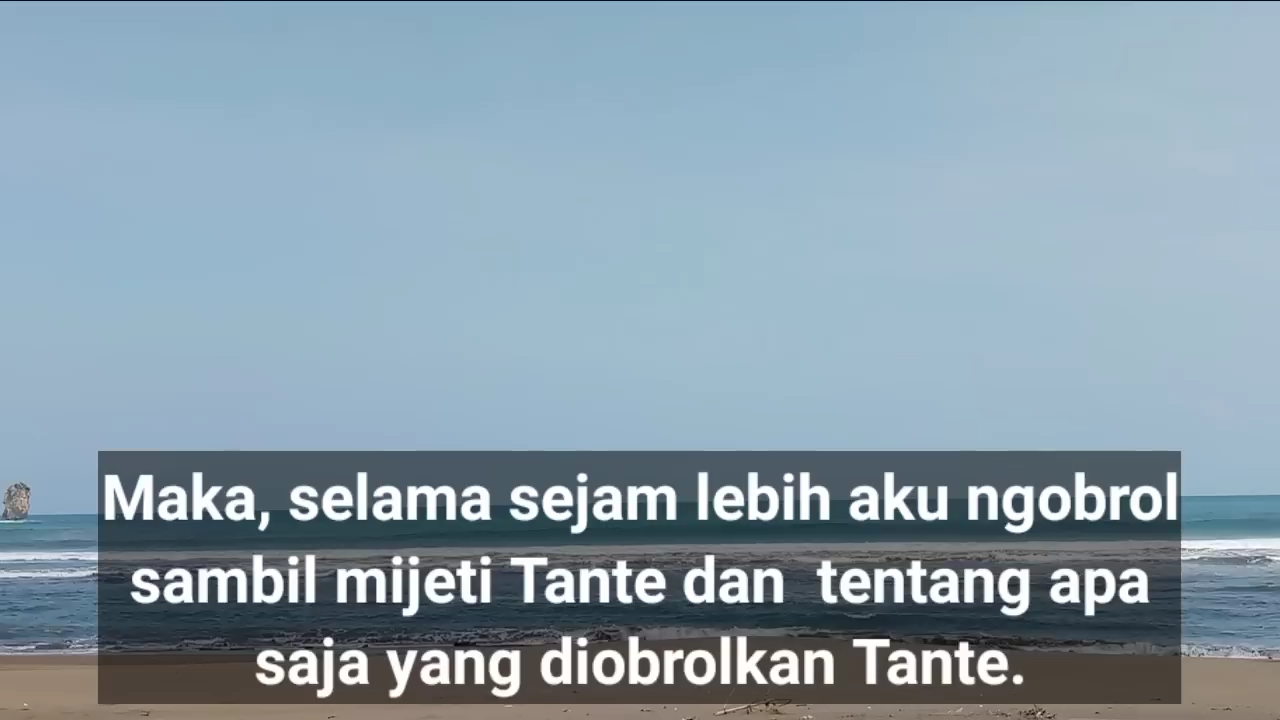 Maka, selama sejam lebih aku ngobrol
sambil mijeti Tante dan  tentang apa
saja yang diobrolkan Tante.